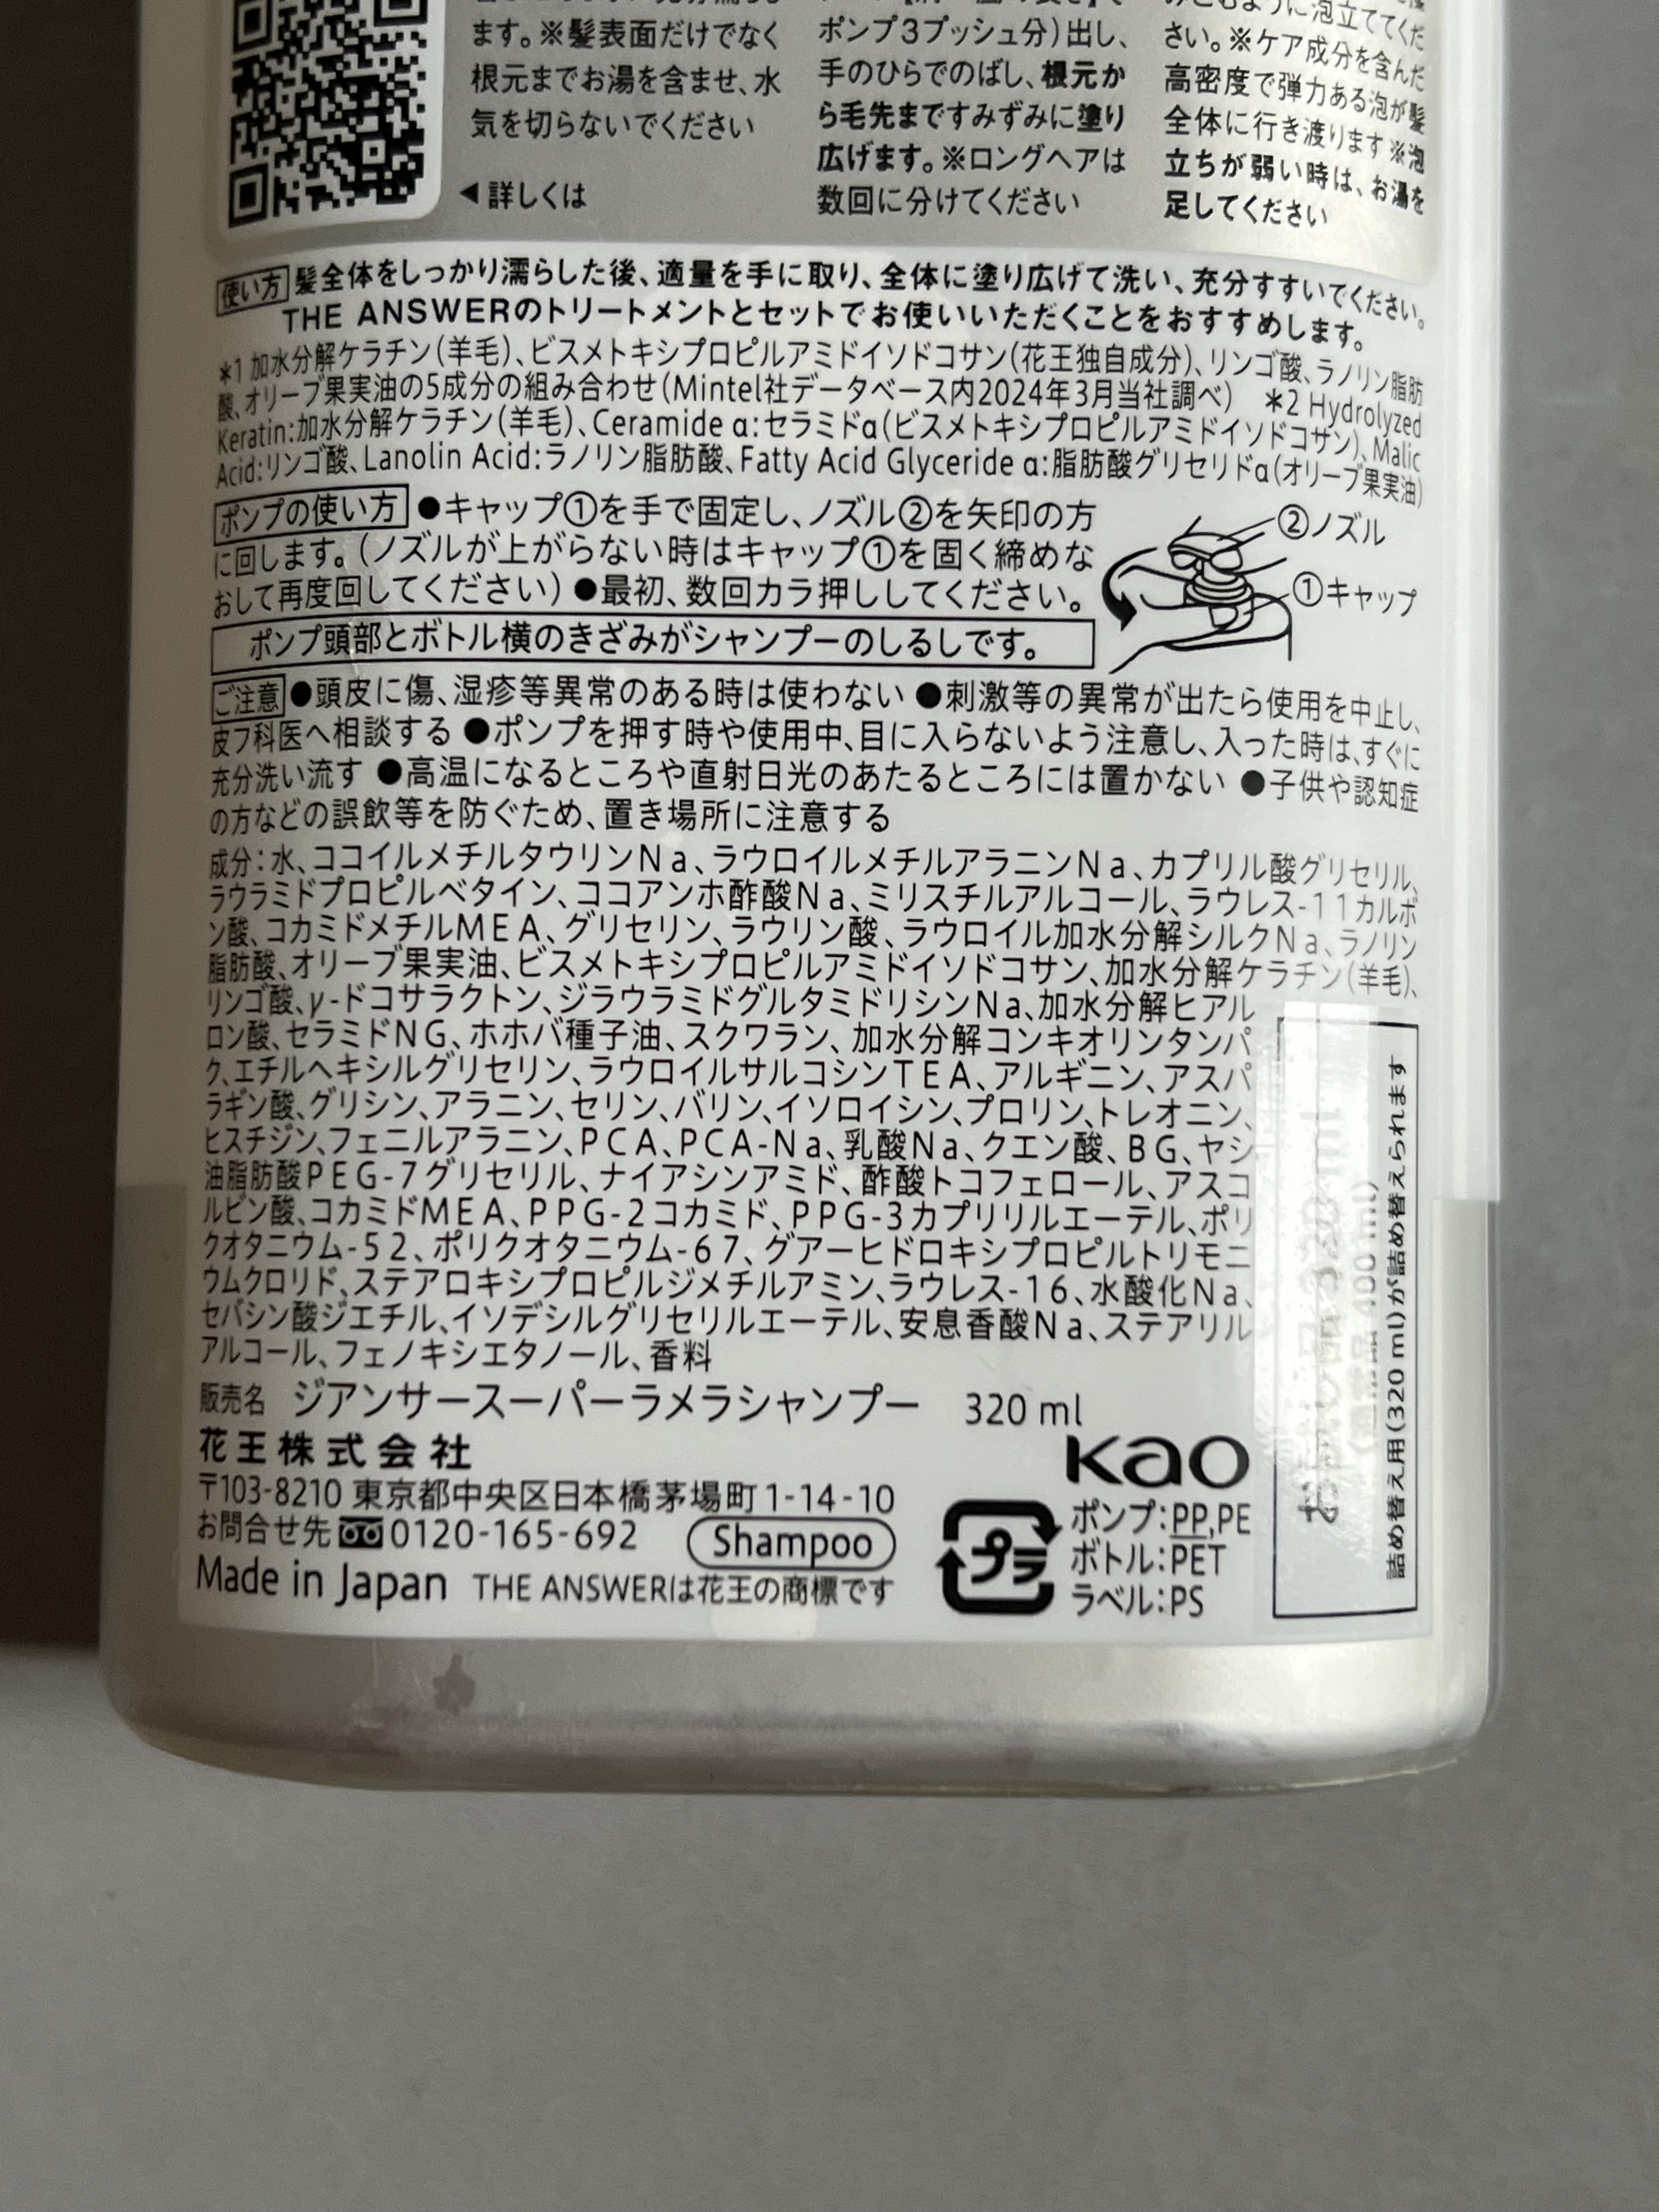 ます。※髪表面だけでなく
根元までお湯を含ませ、水
気を切らないでください
◀詳しくは
ポンプ3プッシュ分）出し、
手のひらでのばし、根元か
ら毛先まですみずみに塗り
広げます。※ロングヘアは
数回に分けてください
みこむように泡立ててくだ
さい。※ケア成分を含んだ
高密度で弾力ある泡が髪
全体に行き渡ります※泡
立ちが弱い時は、お湯を
足してください
使い方 髪全体をしっかり濡らした後、適量を手に取り、全体に塗り広げて洗い、充分すすいでください。
THE ANSWERのトリートメントとセットでお使いいただくことをおすすめします。
*1 加水分解ケラチン（羊毛）、ビスメトキシプロピルアミドイソドコサン（花王独自成分）、リンゴ酸、ラノリン脂肪
酸、オリーブ果実油の5成分の組み合わせ（Mintel社データベース内2024年3月当社調べ） *2 Hydrolyzed
Keratin：加水分解ケラチン（羊毛）、Ceramide α：セラミドα（ビスメトキシプロピルアミドイソドコサン）、Malic
Acid：リンゴ酸、Lanolin Acid：ラノリン脂肪酸、Fatty Acid Glyceride α：脂肪酸グリセリドα（オリーブ果実油）
ポンプの使い方 ●キャップ①を手で固定し、ノズル②を矢印の方
に回します。（ノズルが上がらない時はキャップ①を固く締めな
おして再度回してください）●最初、数回カラ押ししてください。
②ノズル
①キャップ
ポンプ頭部とボトル横のきざみがシャンプーのしるしです。
ご注意 ●頭皮に傷、湿疹等異常のある時は使わない ●刺激等の異常が出たら使用を中止し、
皮フ科医へ相談する ●ポンプを押す時や使用中、目に入らないよう注意し、入った時は、すぐに
充分洗い流す ●高温になるところや直射日光のあたるところには置かない ●子供や認知症
の方などの誤飲等を防ぐため、置き場所に注意する
成分：水、ココイルメチルタウリンNa、ラウロイルメチルアラニンNa、カプリル酸グリセリル、
ラウラミドプロピルベタイン、ココアンホ酢酸Na、ミリスチルアルコール、ラウレス-11カルボ
ン酸、コカミドメチルMEA、グリセリン、ラウリン酸、ラウロイル加水分解シルクNa、ラノリン
脂肪酸、オリーブ果実油、ビスメトキシプロピルアミドイソドコサン、加水分解ケラチン（羊毛）、
リンゴ酸、γ-ドコサラクトン、ジラウラミドグルタミドリシンNa、加水分解ヒアル
ロン酸、セラミドNG、ホホバ種子油、スクワラン、加水分解コンキオリンタンパ
ク、エチルヘキシルグリセリン、ラウロイルサルコシンTEA、アルギニン、アスパ
ラギン酸、グリシン、アラニン、セリン、バリン、イソロイシン、プロリン、トレオニン、
ヒスチジン、フェニルアラニン、PCA、PCA-Na、乳酸Na、クエン酸、BG、ヤシ
油脂肪酸PEG-7グリセリル、ナイアシンアミド、酢酸トコフェロール、アスコ
ルビン酸、コカミドMEA、PPG-2コカミド、PPG-3カプリリルエーテル、ポリ
クオタニウム-52、ポリクオタニウム-67、グアーヒドロキシプロピルトリモニ
ウムクロリド、ステアロキシプロピルジメチルアミン、ラウレス-16、水酸化Na、
セバシン酸ジエチル、イソデシルグリセリルエーテル、安息香酸Na、ステアリル
アルコール、フェノキシエタノール、香料
詰め替え用（320 ml）が詰め替えられます
販売名 ジアンサースーパーラメラシャンプー 320 ml
花王株式会社
kao
〒103-8210 東京都中央区日本橋茅場町1-14-10
お問合せ先 0120-165-692 Shampoo
Made in Japan THE ANSWERは花王の商標です
プラ
ポンプ：PP,PE
ボトル：PET
ラベル：PS